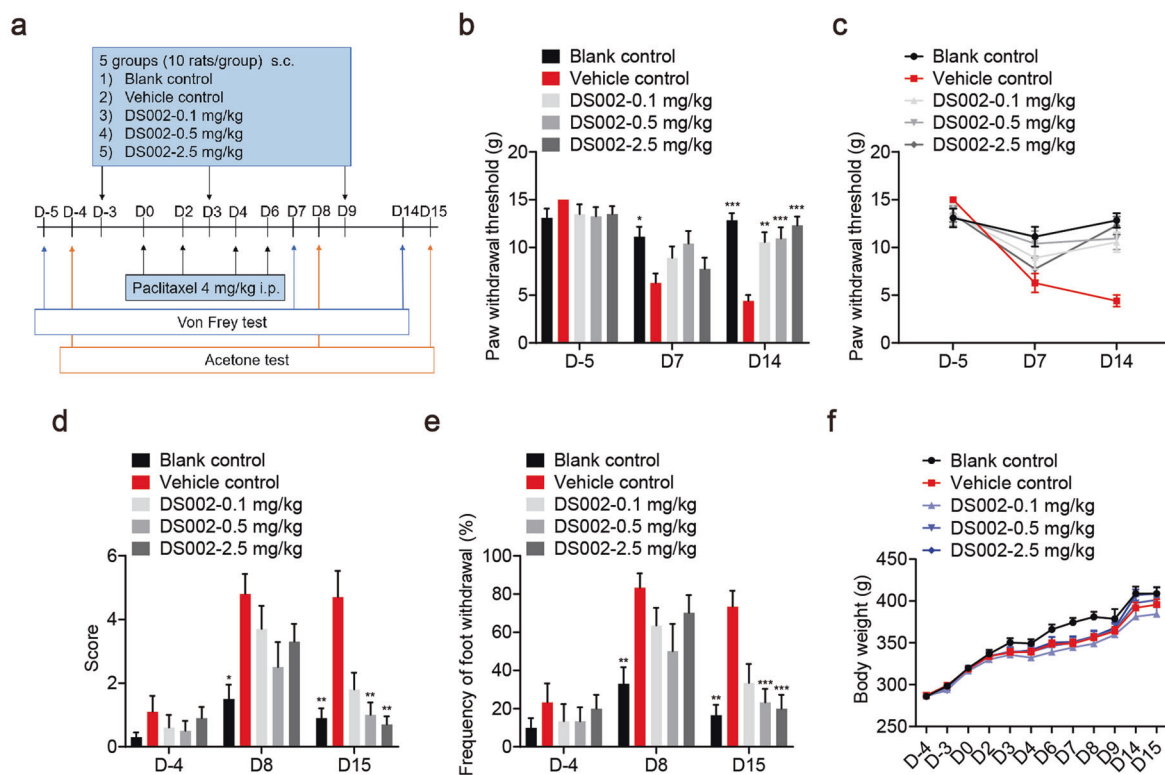 a
5 groups (10 rats/group) s.c.
1) Blank control
2) Vehicle control
3) DS002-0.1 mg/kg
4) DS002-0.5 mg/kg
5) DS002-2.5 mg/kg
D-5 D-4 D-3 D0 D2 D3 D4 D6 D7 D8 D9 D14 D15
Paclitaxel 4 mg/kg i.p.
Von Frey test
Acetone test
b
Blank control
Vehicle control
DS002-0.1 mg/kg
DS002-0.5 mg/kg
DS002-2.5 mg/kg
Paw withdrawal threshold (g)
20
15
10
5
0
* *** ** *** ***
D-5 D7 D14
c
Blank control
Vehicle control
DS002-0.1 mg/kg
DS002-0.5 mg/kg
DS002-2.5 mg/kg
Paw withdrawal threshold (g)
20
15
10
5
0
D-5 D7 D14
d
Blank control
Vehicle control
DS002-0.1 mg/kg
DS002-0.5 mg/kg
DS002-2.5 mg/kg
Score
6
4
2
0
* ** ** **
D-4 D8 D15
e
Blank control
Vehicle control
DS002-0.1 mg/kg
DS002-0.5 mg/kg
DS002-2.5 mg/kg
Frequency of foot withdrawal (%)
100
80
60
40
20
0
** ** *** ***
D-4 D8 D15
f
Blank control
Vehicle control
DS002-0.1 mg/kg
DS002-0.5 mg/kg
DS002-2.5 mg/kg
Body weight (g)
450
400
350
300
250
D-4 D-3 D0 D2 D3 D4 D6 D7 D8 D9 D14 D15